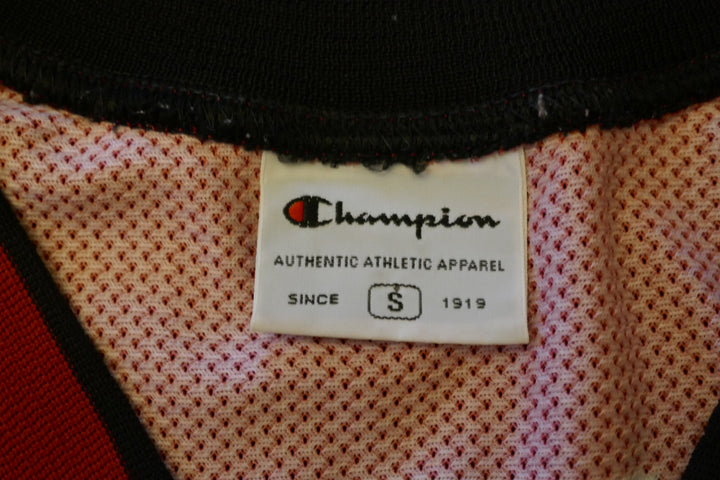 Champion
AUTHENTIC ATHLETIC APPAREL
SINCE S 1919